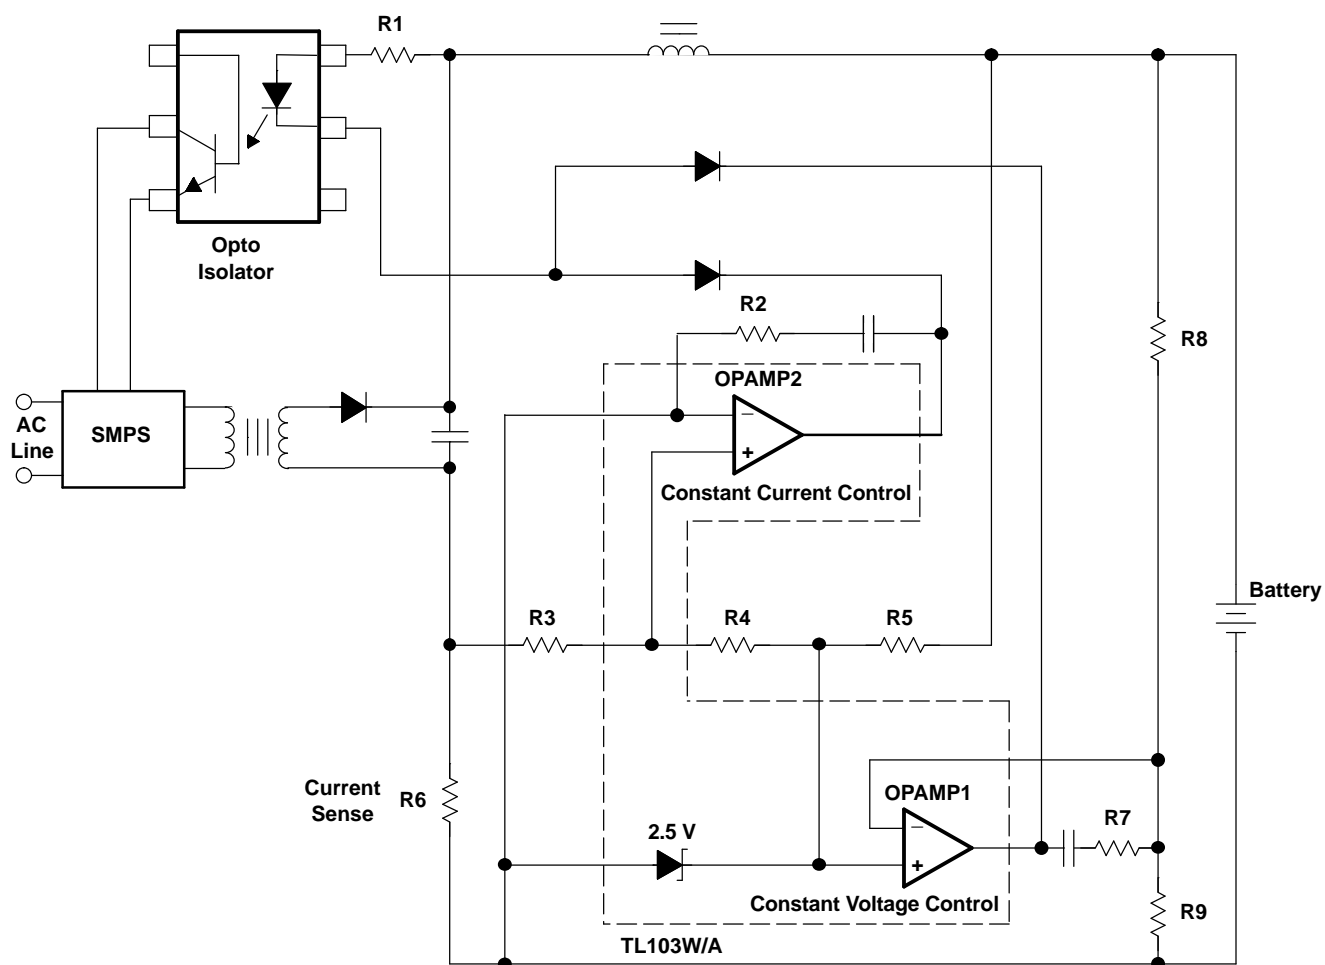 R1
Opto
Isolator
R2
R8
OPAMP2
−
+
AC
Line
SMPS
Constant Current Control
Battery
R3
R4
R5
Current
Sense
R6
OPAMP1
−
+
R7
2.5 V
Constant Voltage Control
R9
TL103W/A